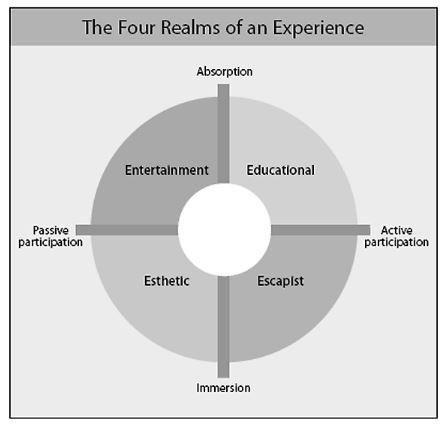 The Four Realms of an Experience
Absorption
Entertainment
Educational
Passive
participation
Active
participation
Esthetic
Escapist
Immersion